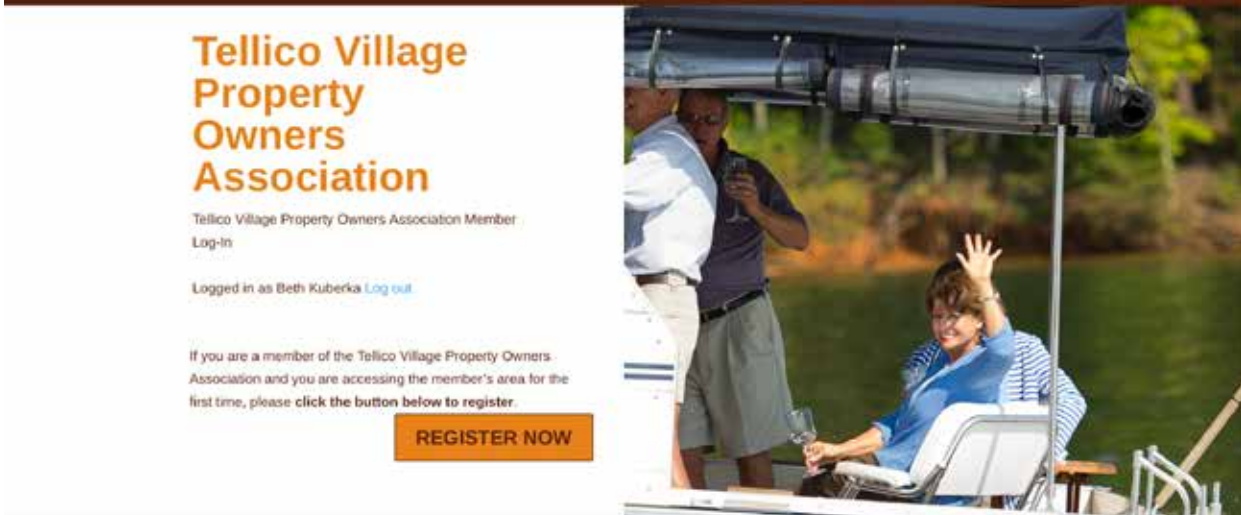 Tellico Village
Property
Owners
Association
Tellico Village Property Owners Association Member
Log-In
Logged in as Beth Kuberka Log out
If you are a member of the Tellico Village Property Owners
Association and you are accessing the member's area for the
first time, please click the button below to register.
REGISTER NOW